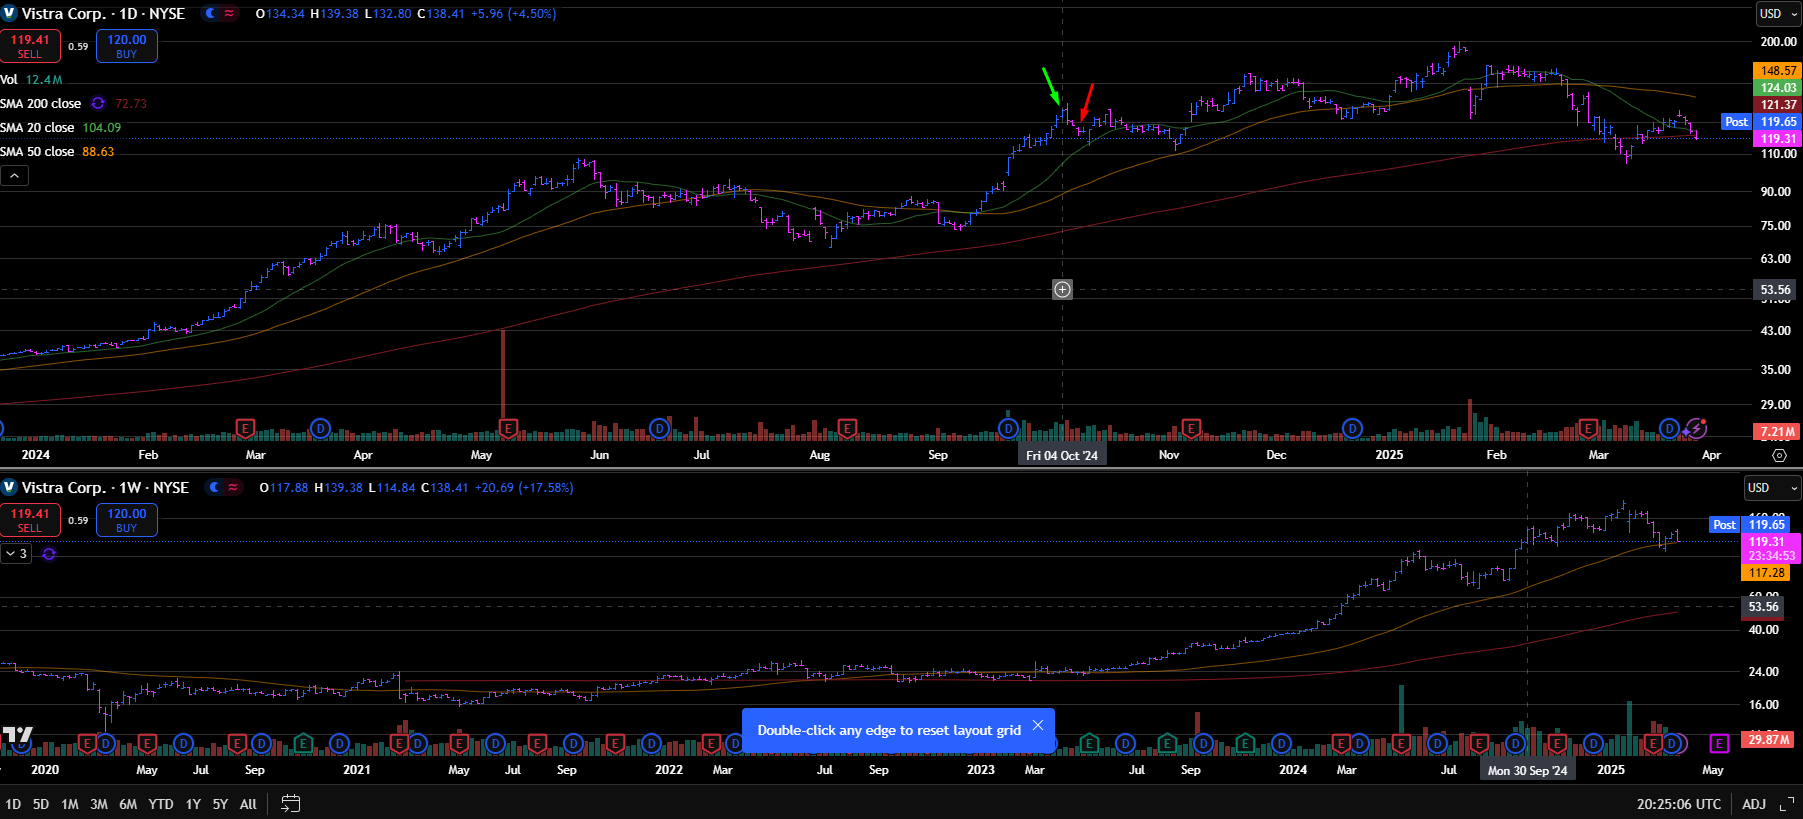 Vistra Corp. · 1D · NYSE O134.34 H139.38 L132.80 C138.41 +5.96 (+4.50%)
USD
119.41 SELL 0.59 120.00 BUY
Vol 12.4M
SMA 200 close 72.73
SMA 20 close 104.09
SMA 50 close 88.63
200.00
148.57
124.03
121.37
Post 119.65
119.31
110.00
90.00
75.00
63.00
53.56
43.00
35.00
29.00
7.21M
E D E D E D E D E D
2024 Feb Mar Apr May Jun Jul Aug Sep Fri 04 Oct '24 Nov Dec 2025 Feb Mar Apr
Vistra Corp. · 1W · NYSE O117.88 H139.38 L114.84 C138.41 +20.69 (+17.58%)
USD
119.41 SELL 0.59 120.00 BUY
3
Post 119.65
119.31
23:34:53
117.28
53.56
40.00
24.00
16.00
29.87M
Double-click any edge to reset layout grid
D E D E D E D E D E D E D E D E D E D E D E D E D E D E D E D E D E D E D E D E
2020 May Jul Sep 2021 May Jul Sep 2022 Mar Jul Sep 2023 Mar Jul Sep 2024 Mar Jul Mon 30 Sep '24 2025 May
1D 5D 1M 3M 6M YTD 1Y 5Y All
20:25:06 UTC ADJ